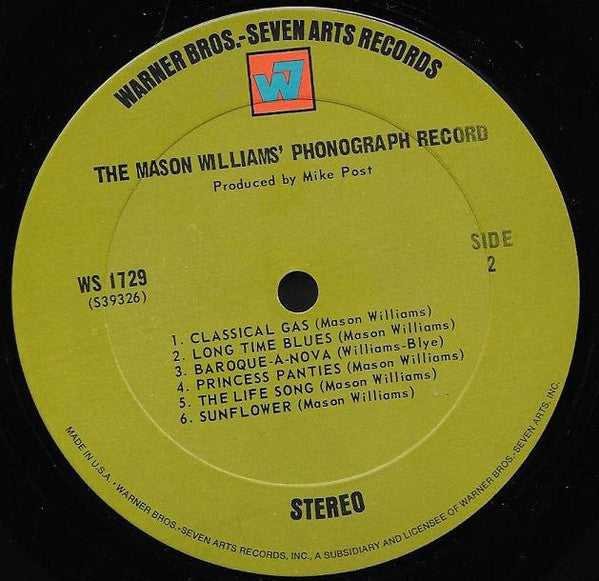 WARNER BROS.-SEVEN ARTS RECORDS
W7
THE MASON WILLIAMS' PHONOGRAPH RECORD
Produced by Mike Post
SIDE
2
WS 1729
(S39326)
1. CLASSICAL GAS (Mason Williams)
2. LONG TIME BLUES (Mason Williams)
3. BAROQUE-A-NOVA (Williams-Blye)
4. PRINCESS PANTIES (Mason Williams)
5. THE LIFE SONG (Mason Williams)
6. SUNFLOWER (Mason Williams)
STEREO
MADE IN U.S.A. • WARNER BROS.-SEVEN ARTS RECORDS, INC., A SUBSIDIARY AND LICENSEE OF WARNER BROS.-SEVEN ARTS, INC.